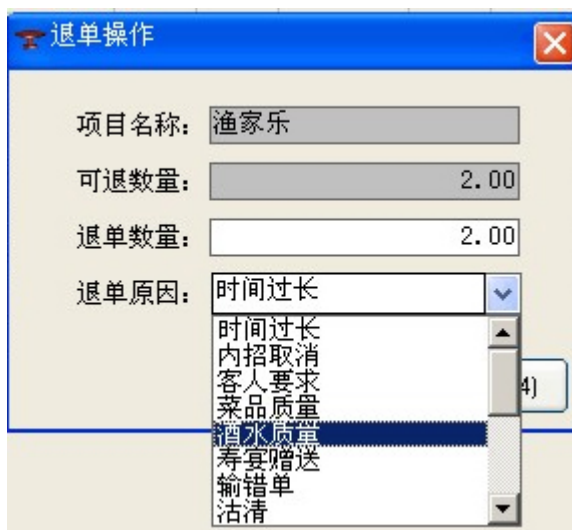 退单操作
项目名称：渔家乐
可退数量：2.00
退单数量：2.00
退单原因：时间过长
时间过长
内招取消
客人要求
菜品质量
4)
酒水质量
寿宴赠送
输错单
沽清